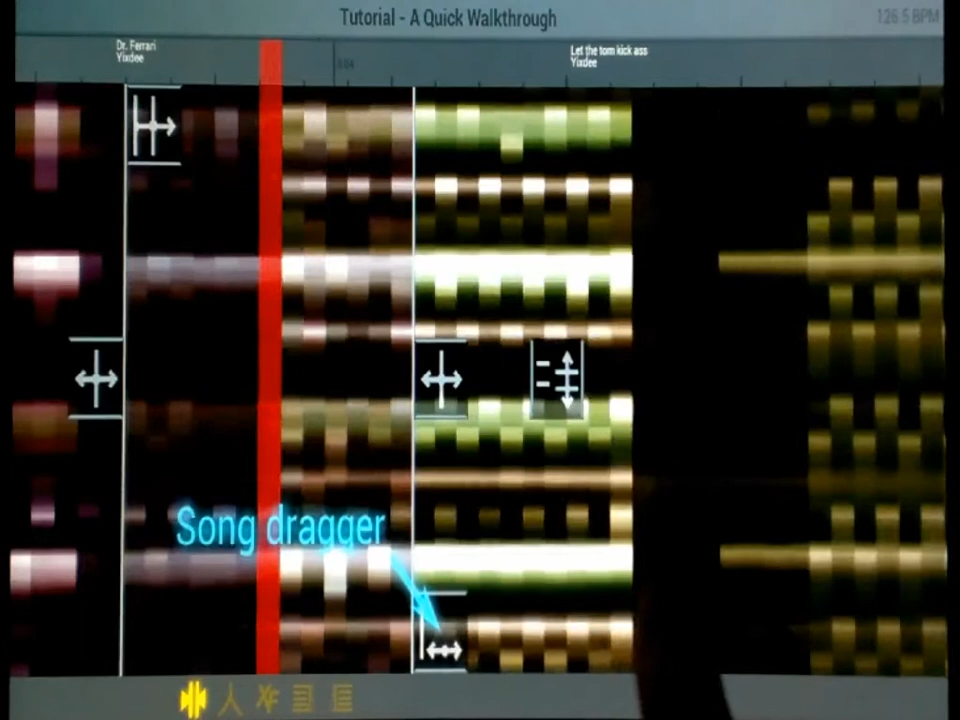 Tutorial - A Quick Walkthrough
126.5 BPM
Dr. Ferrari
Yixdee
Let the tom kick ass
Yixdee
Song dragger